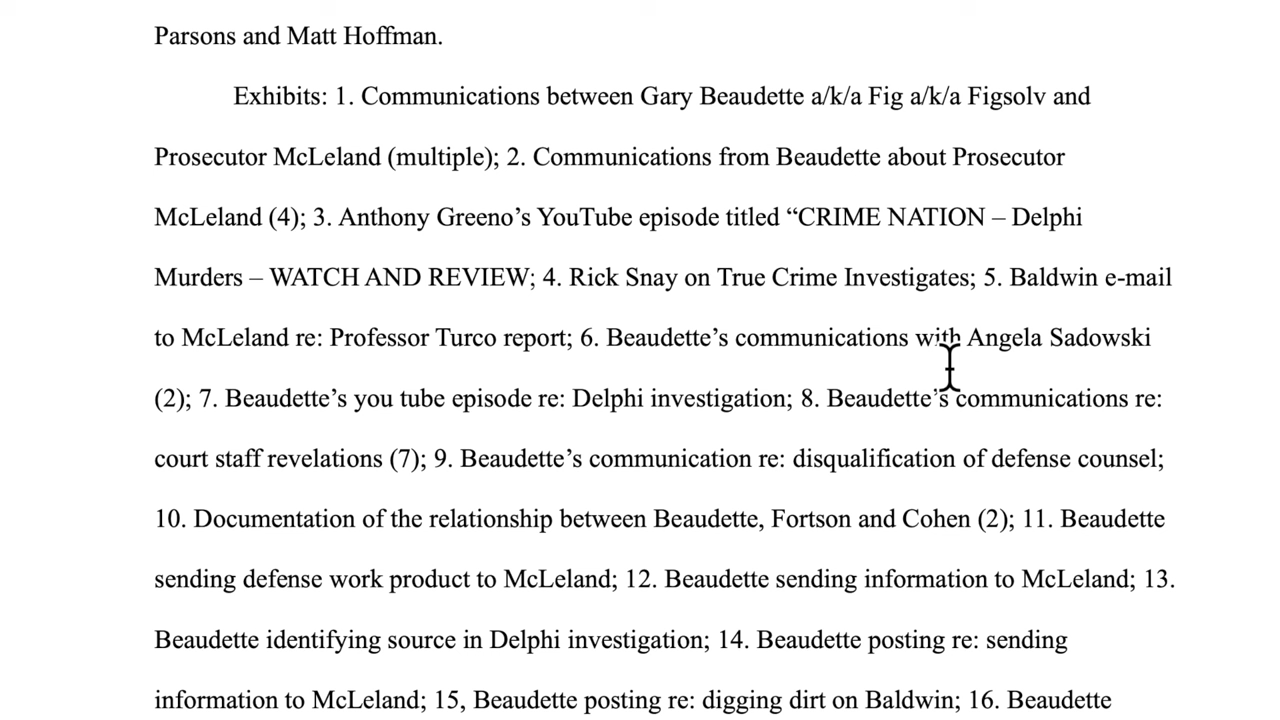 Parsons and Matt Hoffman.
Exhibits: 1. Communications between Gary Beaudette a/k/a Fig a/k/a Figsolv and
Prosecutor McLeland (multiple); 2. Communications from Beaudette about Prosecutor
McLeland (4); 3. Anthony Greeno’s YouTube episode titled “CRIME NATION – Delphi
Murders – WATCH AND REVIEW; 4. Rick Snay on True Crime Investigates; 5. Baldwin e-mail
to McLeland re: Professor Turco report; 6. Beaudette’s communications with Angela Sadowski
(2); 7. Beaudette’s you tube episode re: Delphi investigation; 8. Beaudette’s communications re:
court staff revelations (7); 9. Beaudette’s communication re: disqualification of defense counsel;
10. Documentation of the relationship between Beaudette, Fortson and Cohen (2); 11. Beaudette
sending defense work product to McLeland; 12. Beaudette sending information to McLeland; 13.
Beaudette identifying source in Delphi investigation; 14. Beaudette posting re: sending
information to McLeland; 15, Beaudette posting re: digging dirt on Baldwin; 16. Beaudette